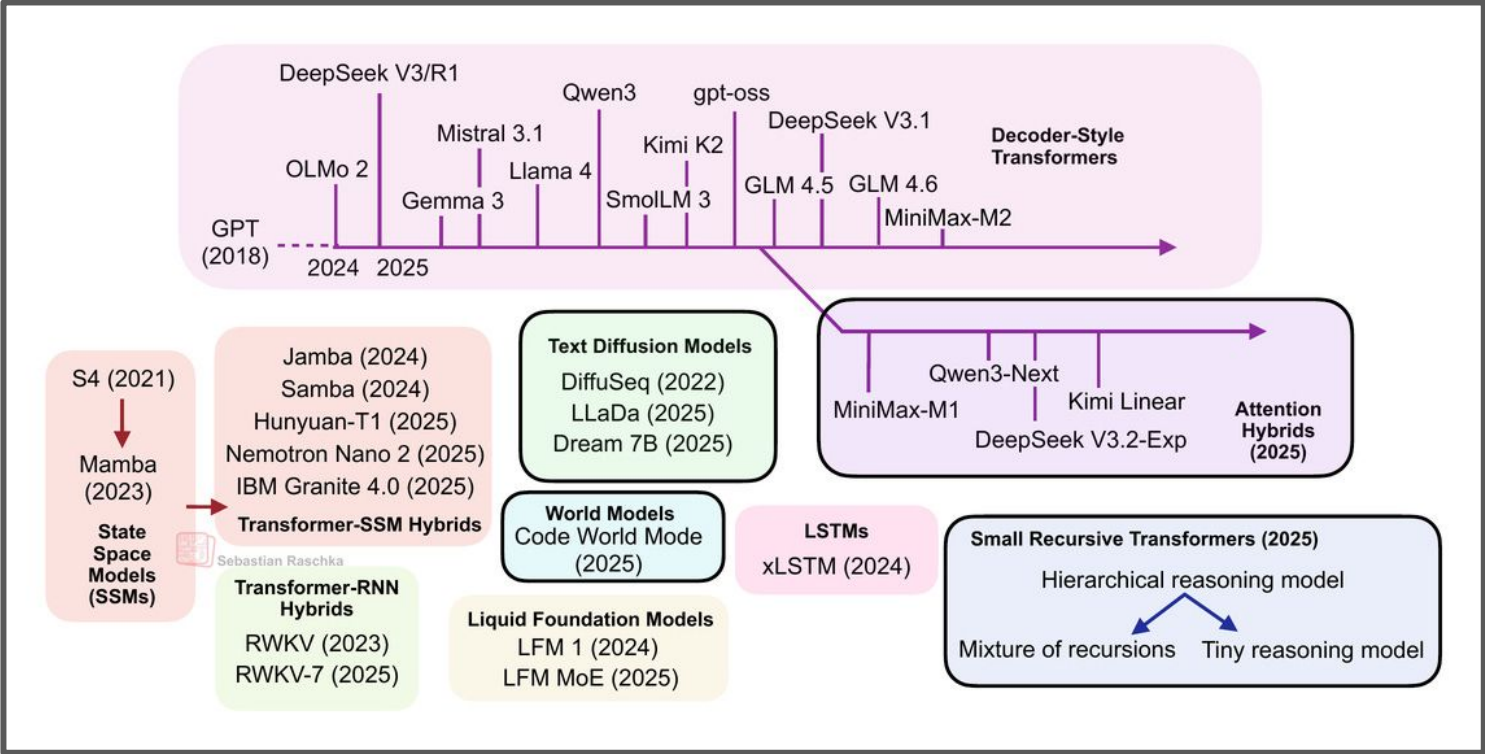 DeepSeek V3/R1
OLMo 2
Gemma 3
Mistral 3.1
Llama 4
Qwen3
SmolLM 3
Kimi K2
gpt-oss
GLM 4.5
DeepSeek V3.1
GLM 4.6
MiniMax-M2
Decoder-Style
Transformers
GPT
(2018)
2024
2025
MiniMax-M1
Qwen3-Next
DeepSeek V3.2-Exp
Kimi Linear
Attention
Hybrids
(2025)
S4 (2021)
Mamba
(2023)
State
Space
Models
(SSMs)
Jamba (2024)
Samba (2024)
Hunyuan-T1 (2025)
Nemotron Nano 2 (2025)
IBM Granite 4.0 (2025)
Transformer-SSM Hybrids
Sebastian Raschka
Transformer-RNN
Hybrids
RWKV (2023)
RWKV-7 (2025)
Text Diffusion Models
DiffuSeq (2022)
LLaDa (2025)
Dream 7B (2025)
World Models
Code World Mode
(2025)
Liquid Foundation Models
LFM 1 (2024)
LFM MoE (2025)
LSTMs
xLSTM (2024)
Small Recursive Transformers (2025)
Hierarchical reasoning model
Mixture of recursions
Tiny reasoning model